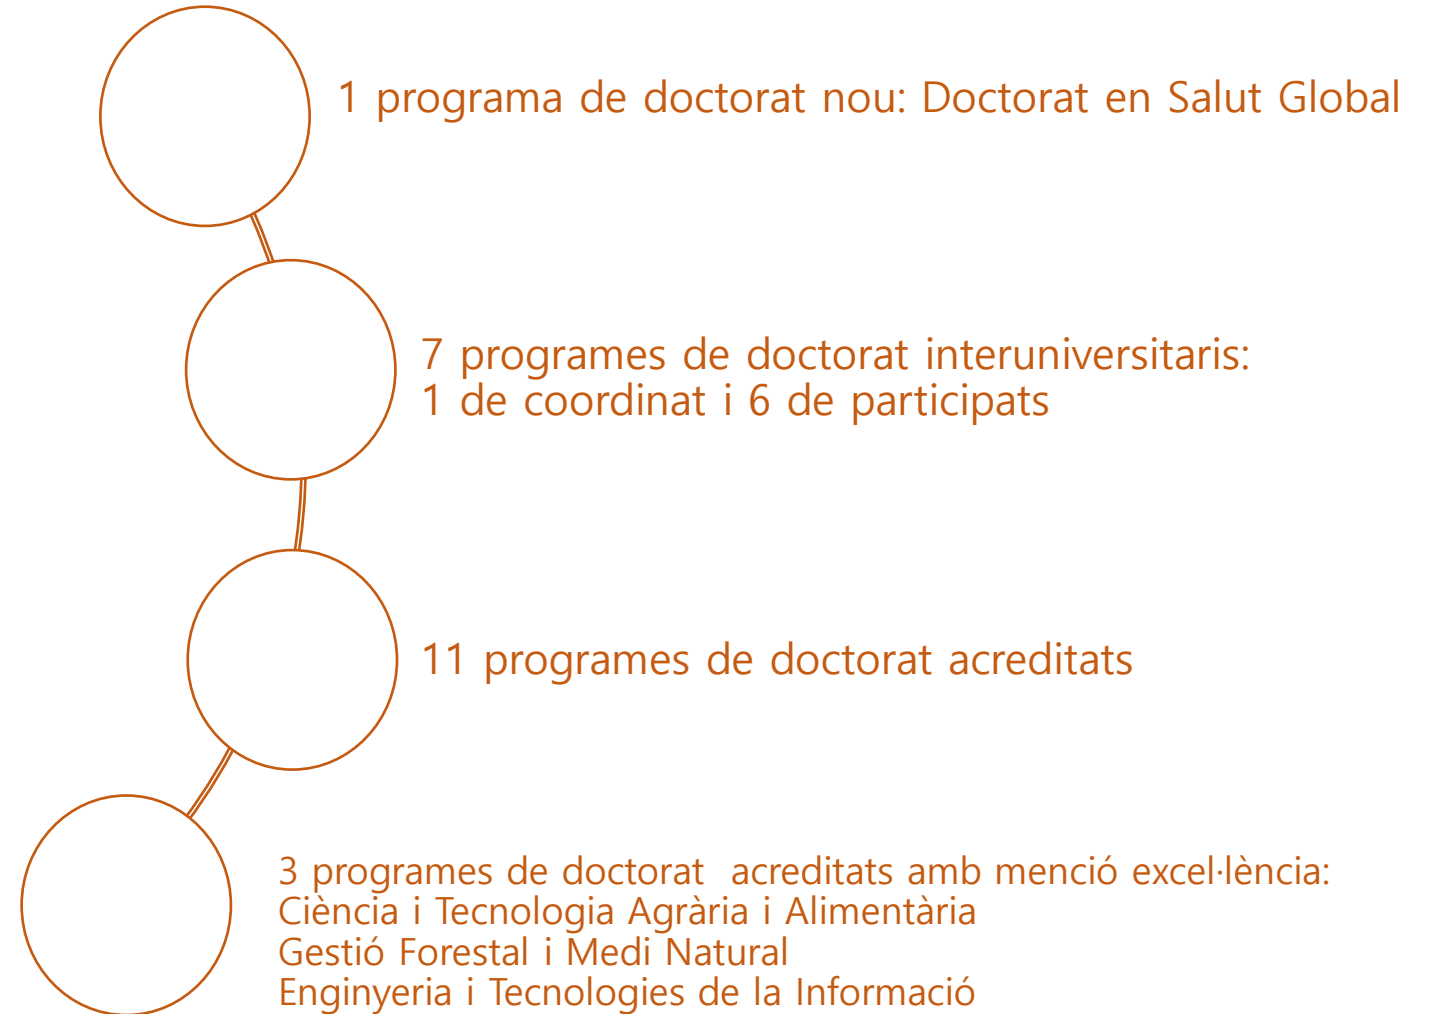 1 programa de doctorat nou: Doctorat en Salut Global
7 programes de doctorat interuniversitaris:
1 de coordinat i 6 de participats
11 programes de doctorat acreditats
3 programes de doctorat  acreditats amb menció excel·lència:
Ciència i Tecnologia Agrària i Alimentària
Gestió Forestal i Medi Natural
Enginyeria i Tecnologies de la Informació